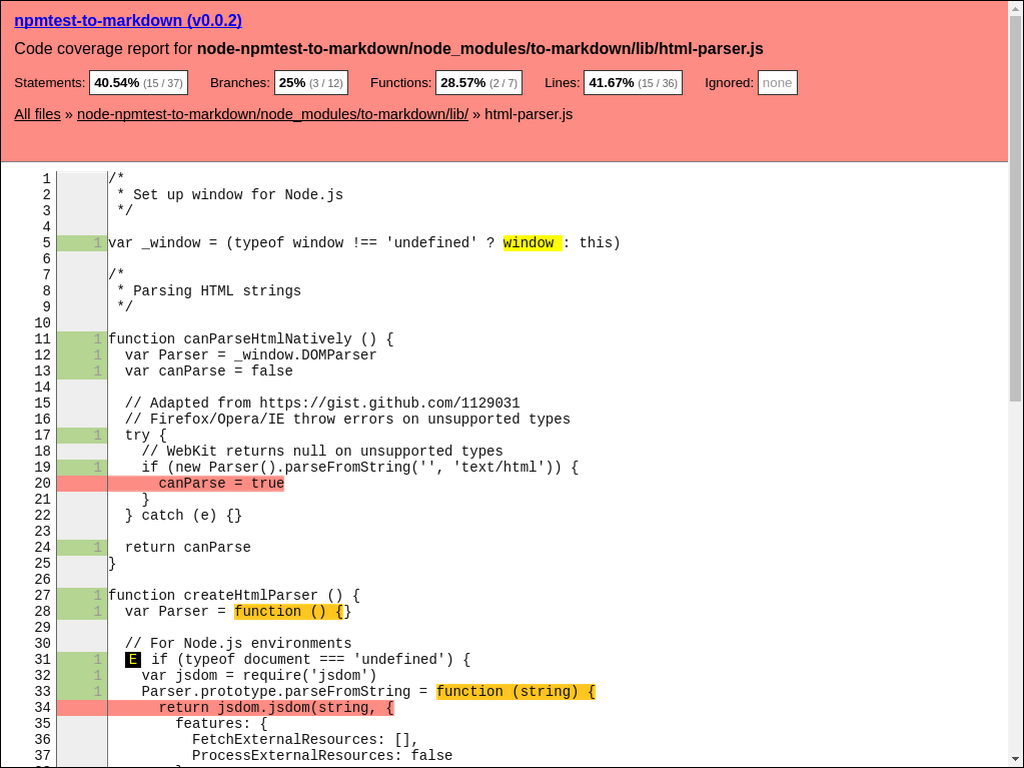 npmtest-to-markdown (v0.0.2)
Code coverage report for node-npmtest-to-markdown/node_modules/to-markdown/lib/html-parser.js
Statements: 40.54% (15 / 37) Branches: 25% (3 / 12) Functions: 28.57% (2 / 7) Lines: 41.67% (15 / 36) Ignored: none
All files » node-npmtest-to-markdown/node_modules/to-markdown/lib/ » html-parser.js
1 /*
2  * Set up window for Node.js
3  */
4
5 1 var _window = (typeof window !== 'undefined' ? window : this)
6
7 /*
8  * Parsing HTML strings
9  */
10
11 1 function canParseHtmlNatively () {
12 1   var Parser = _window.DOMParser
13 1   var canParse = false
14
15   // Adapted from https://gist.github.com/1129031
16   // Firefox/Opera/IE throw errors on unsupported types
17 1   try {
18     // WebKit returns null on unsupported types
19 1     if (new Parser().parseFromString('', 'text/html')) {
20       canParse = true
21     }
22   } catch (e) {}
23
24 1   return canParse
25 }
26
27 1 function createHtmlParser () {
28 1   var Parser = function () {}
29
30   // For Node.js environments
31 1   E if (typeof document === 'undefined') {
32 1     var jsdom = require('jsdom')
33 1     Parser.prototype.parseFromString = function (string) {
34       return jsdom.jsdom(string, {
35         features: {
36           FetchExternalResources: [],
37           ProcessExternalResources: false